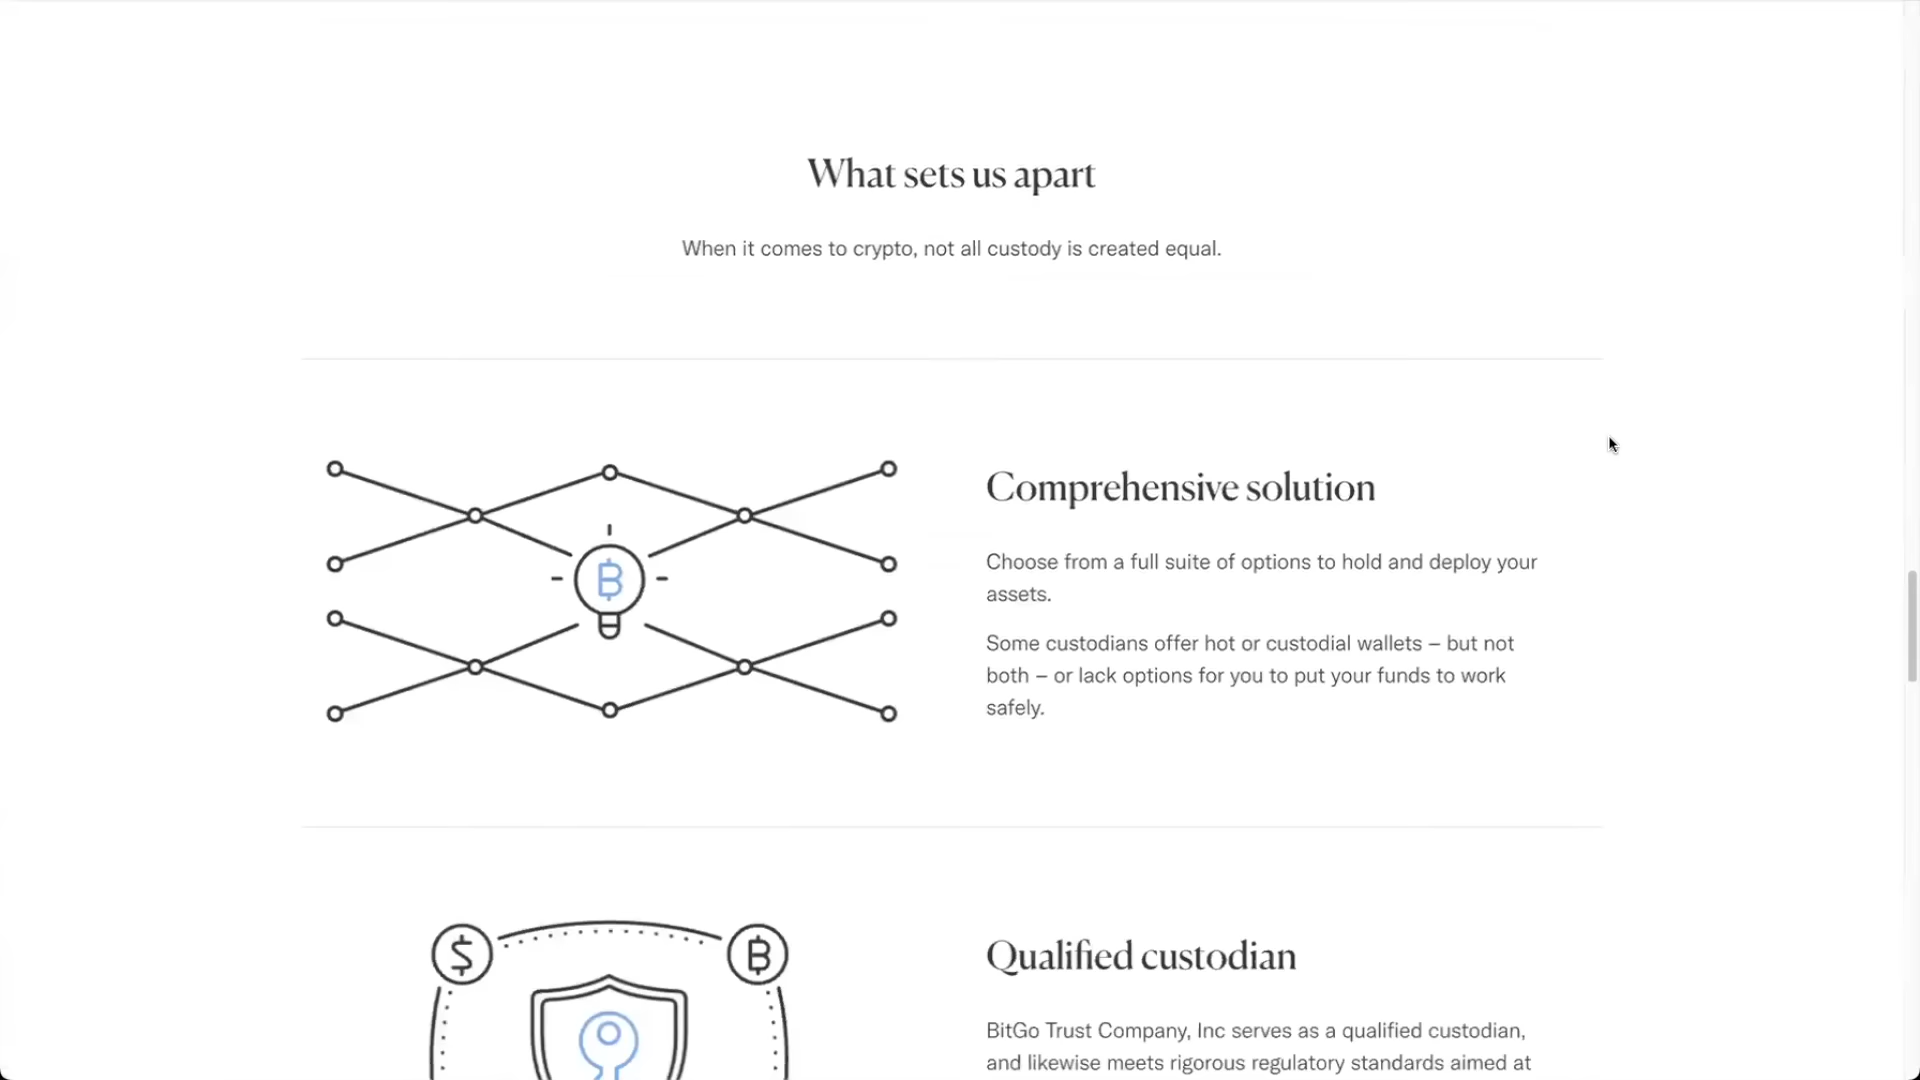 What sets us apart
When it comes to crypto, not all custody is created equal.
Comprehensive solution
Choose from a full suite of options to hold and deploy your
assets.
Some custodians offer hot or custodial wallets – but not
both – or lack options for you to put your funds to work
safely.
Qualified custodian
BitGo Trust Company, Inc serves as a qualified custodian,
and likewise meets rigorous regulatory standards aimed at